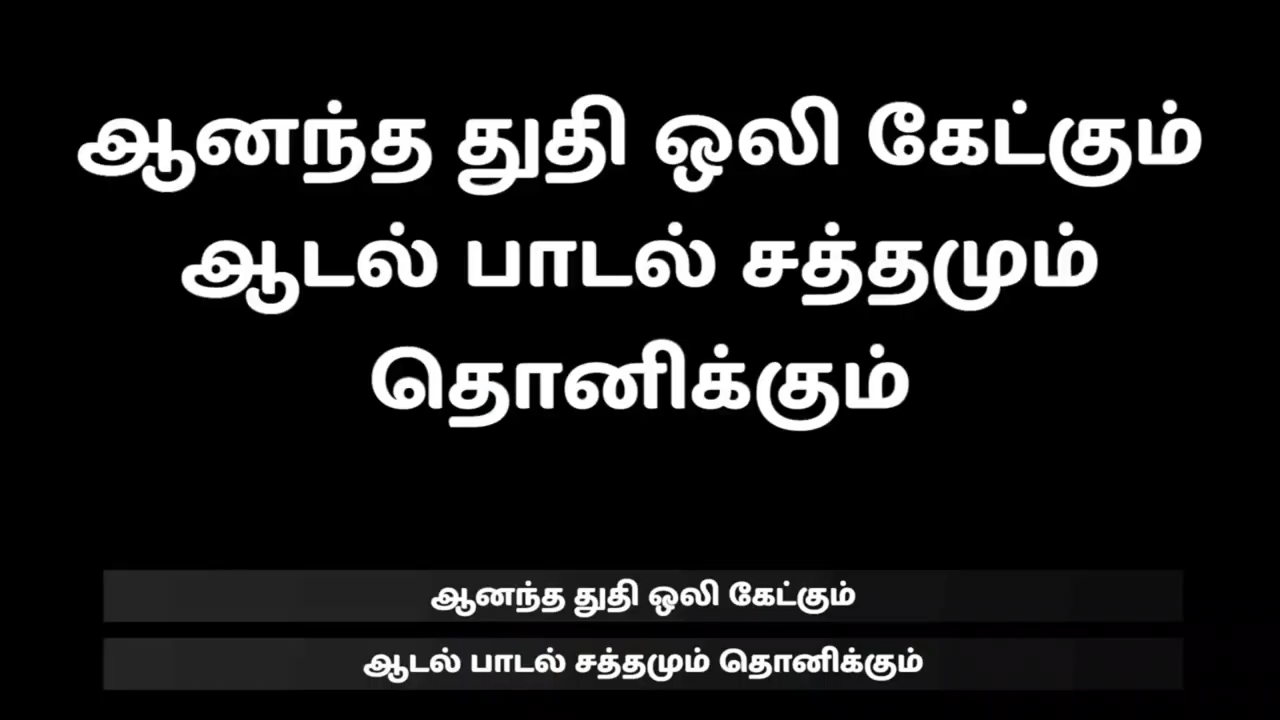 ஆனந்த துதி ஒலி கேட்கும்
ஆடல் பாடல் சத்தமும்
தொனிக்கும்
ஆனந்த துதி ஒலி கேட்கும்
ஆடல் பாடல் சத்தமும் தொனிக்கும்